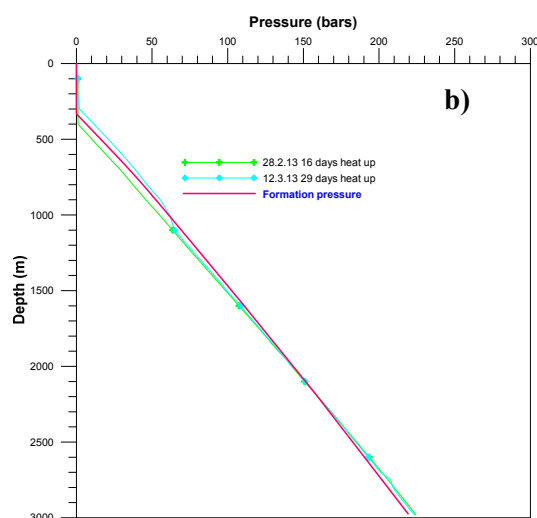 Pressure (bars)
0 50 100 150 200 250 300
0
b)
500
28.2.13 16 days heat up
12.3.13 29 days heat up
Formation pressure
1000
Depth (m)
1500
2000
2500
3000